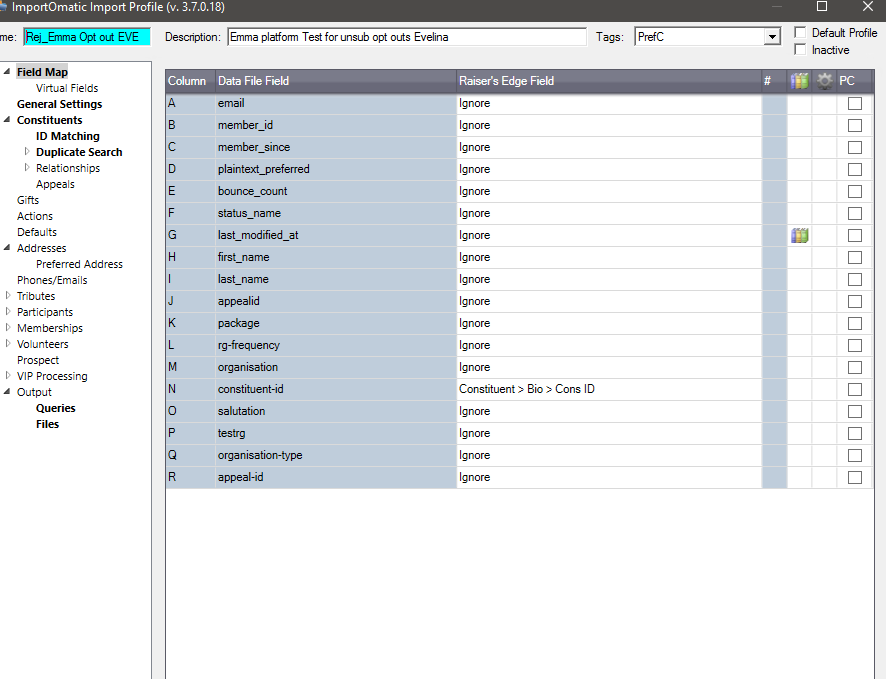 ImportOmatic Import Profile (v. 3.7.0.18)
me: Rej_Emma Opt out EVE Description: Emma platform Test for unsub opt outs Evelina Tags: PrefC Default Profile
Inactive
Field Map
Virtual Fields
General Settings
Constituents
ID Matching
Duplicate Search
Relationships
Appeals
Gifts
Actions
Defaults
Addresses
Preferred Address
Phones/Emails
Tributes
Participants
Memberships
Volunteers
Prospect
VIP Processing
Output
Queries
Files
Column Data File Field Raiser's Edge Field # PC
A email Ignore
B member_id Ignore
C member_since Ignore
D plaintext_preferred Ignore
E bounce_count Ignore
F status_name Ignore
G last_modified_at Ignore
H first_name Ignore
I last_name Ignore
J appealid Ignore
K package Ignore
L rg-frequency Ignore
M organisation Ignore
N constituent-id Constituent > Bio > Cons ID
O salutation Ignore
P testrg Ignore
Q organisation-type Ignore
R appeal-id Ignore